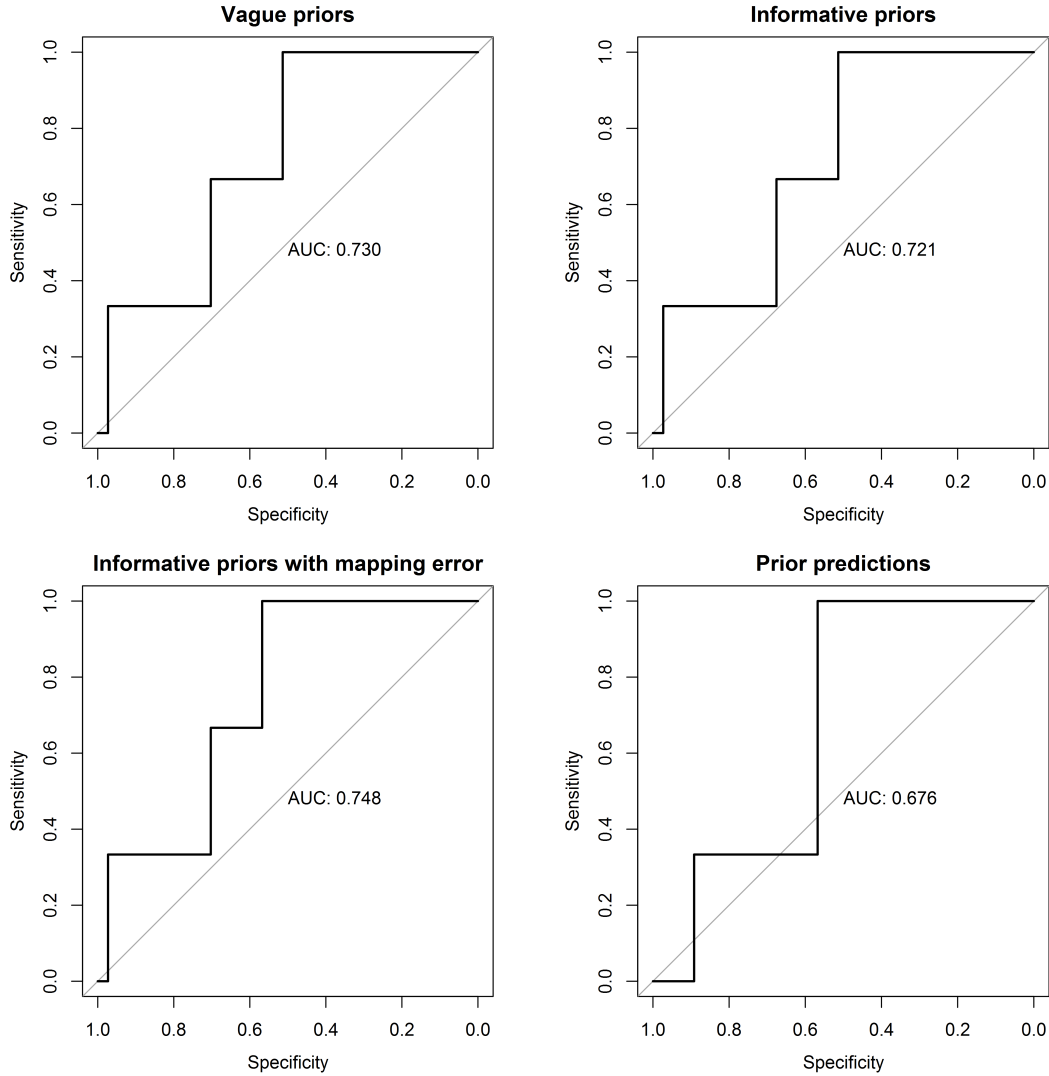 Vague priors
Sensitivity
1.0
0.8
0.6
0.4
0.2
0.0
AUC: 0.730
1.0 0.8 0.6 0.4 0.2 0.0
Specificity
Informative priors
Sensitivity
1.0
0.8
0.6
0.4
0.2
0.0
AUC: 0.721
1.0 0.8 0.6 0.4 0.2 0.0
Specificity
Informative priors with mapping error
Sensitivity
1.0
0.8
0.6
0.4
0.2
0.0
AUC: 0.748
1.0 0.8 0.6 0.4 0.2 0.0
Specificity
Prior predictions
Sensitivity
1.0
0.8
0.6
0.4
0.2
0.0
AUC: 0.676
1.0 0.8 0.6 0.4 0.2 0.0
Specificity